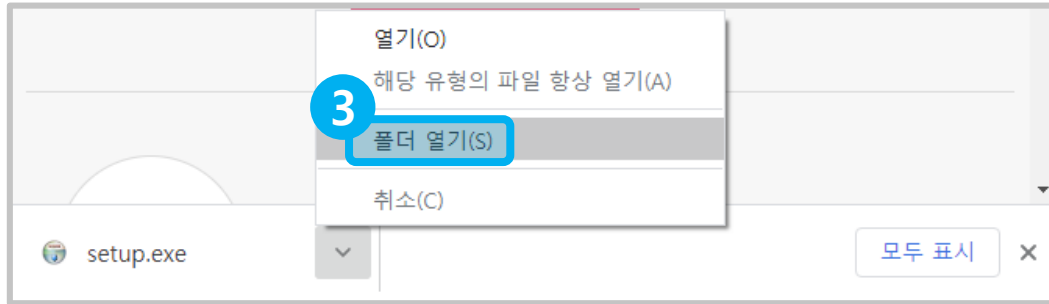 열기(O)
해당 유형의 파일 항상 열기(A)
3
폴더 열기(S)
취소(C)
setup.exe
모두 표시